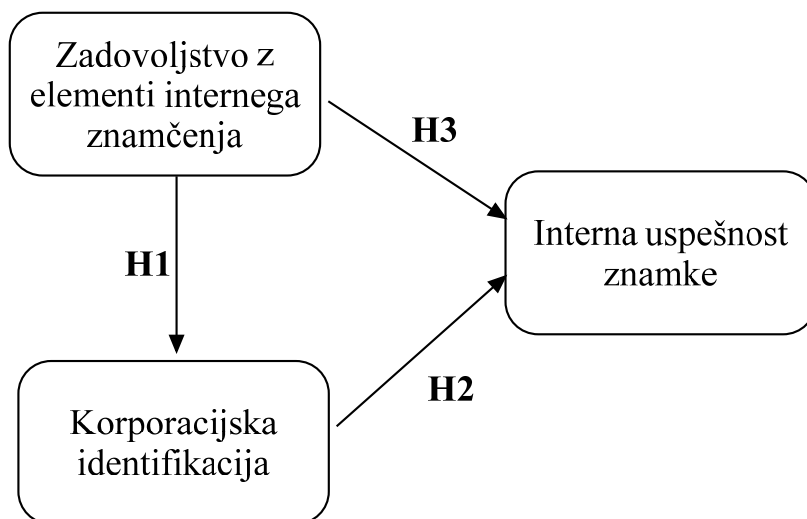 Zadovoljstvo z
elementi internega
znamčenja
H3
Interna uspešnost
znamke
H1
H2
Korporacijska
identifikacija